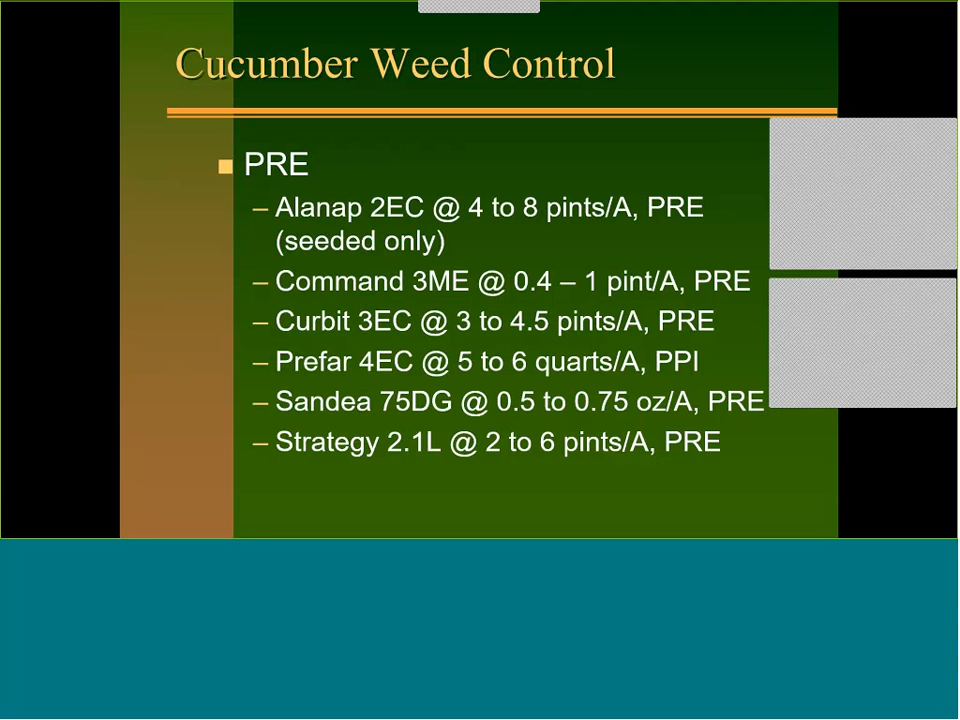 Cucumber Weed Control
PRE
– Alanap 2EC @ 4 to 8 pints/A, PRE
(seeded only)
– Command 3ME @ 0.4 – 1 pint/A, PRE
– Curbit 3EC @ 3 to 4.5 pints/A, PRE
– Prefar 4EC @ 5 to 6 quarts/A, PPI
– Sandea 75DG @ 0.5 to 0.75 oz/A, PRE
– Strategy 2.1L @ 2 to 6 pints/A, PRE